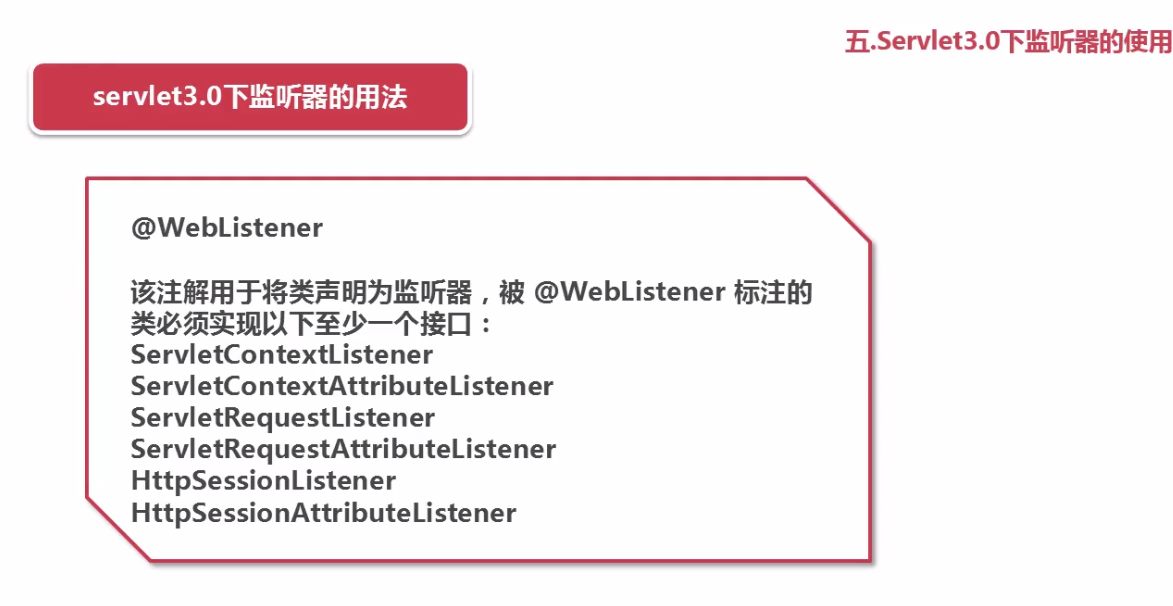 五.Servlet3.0下监听器的使用
servlet3.0下监听器的用法
@WebListener
该注解用于将类声明为监听器，被 @WebListener 标注的
类必须实现以下至少一个接口：
ServletContextListener
ServletContextAttributeListener
ServletRequestListener
ServletRequestAttributeListener
HttpSessionListener
HttpSessionAttributeListener